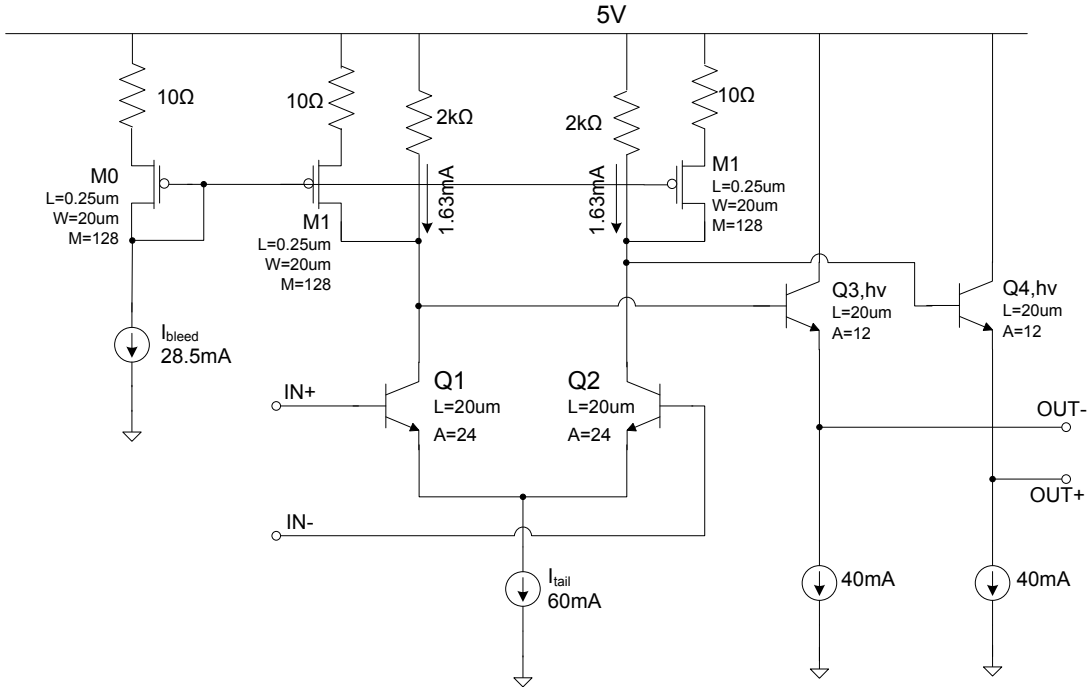 5V
10Ω
10Ω
2kΩ
2kΩ
10Ω
M0
L=0.25um
W=20um
M=128
M1
L=0.25um
W=20um
M=128
1.63mA
1.63mA
M1
L=0.25um
W=20um
M=128
Q3,hv
L=20um
A=12
Q4,hv
L=20um
A=12
Ibleed
28.5mA
IN+
Q1
L=20um
A=24
Q2
L=20um
A=24
OUT-
OUT+
IN-
Itail
60mA
40mA
40mA